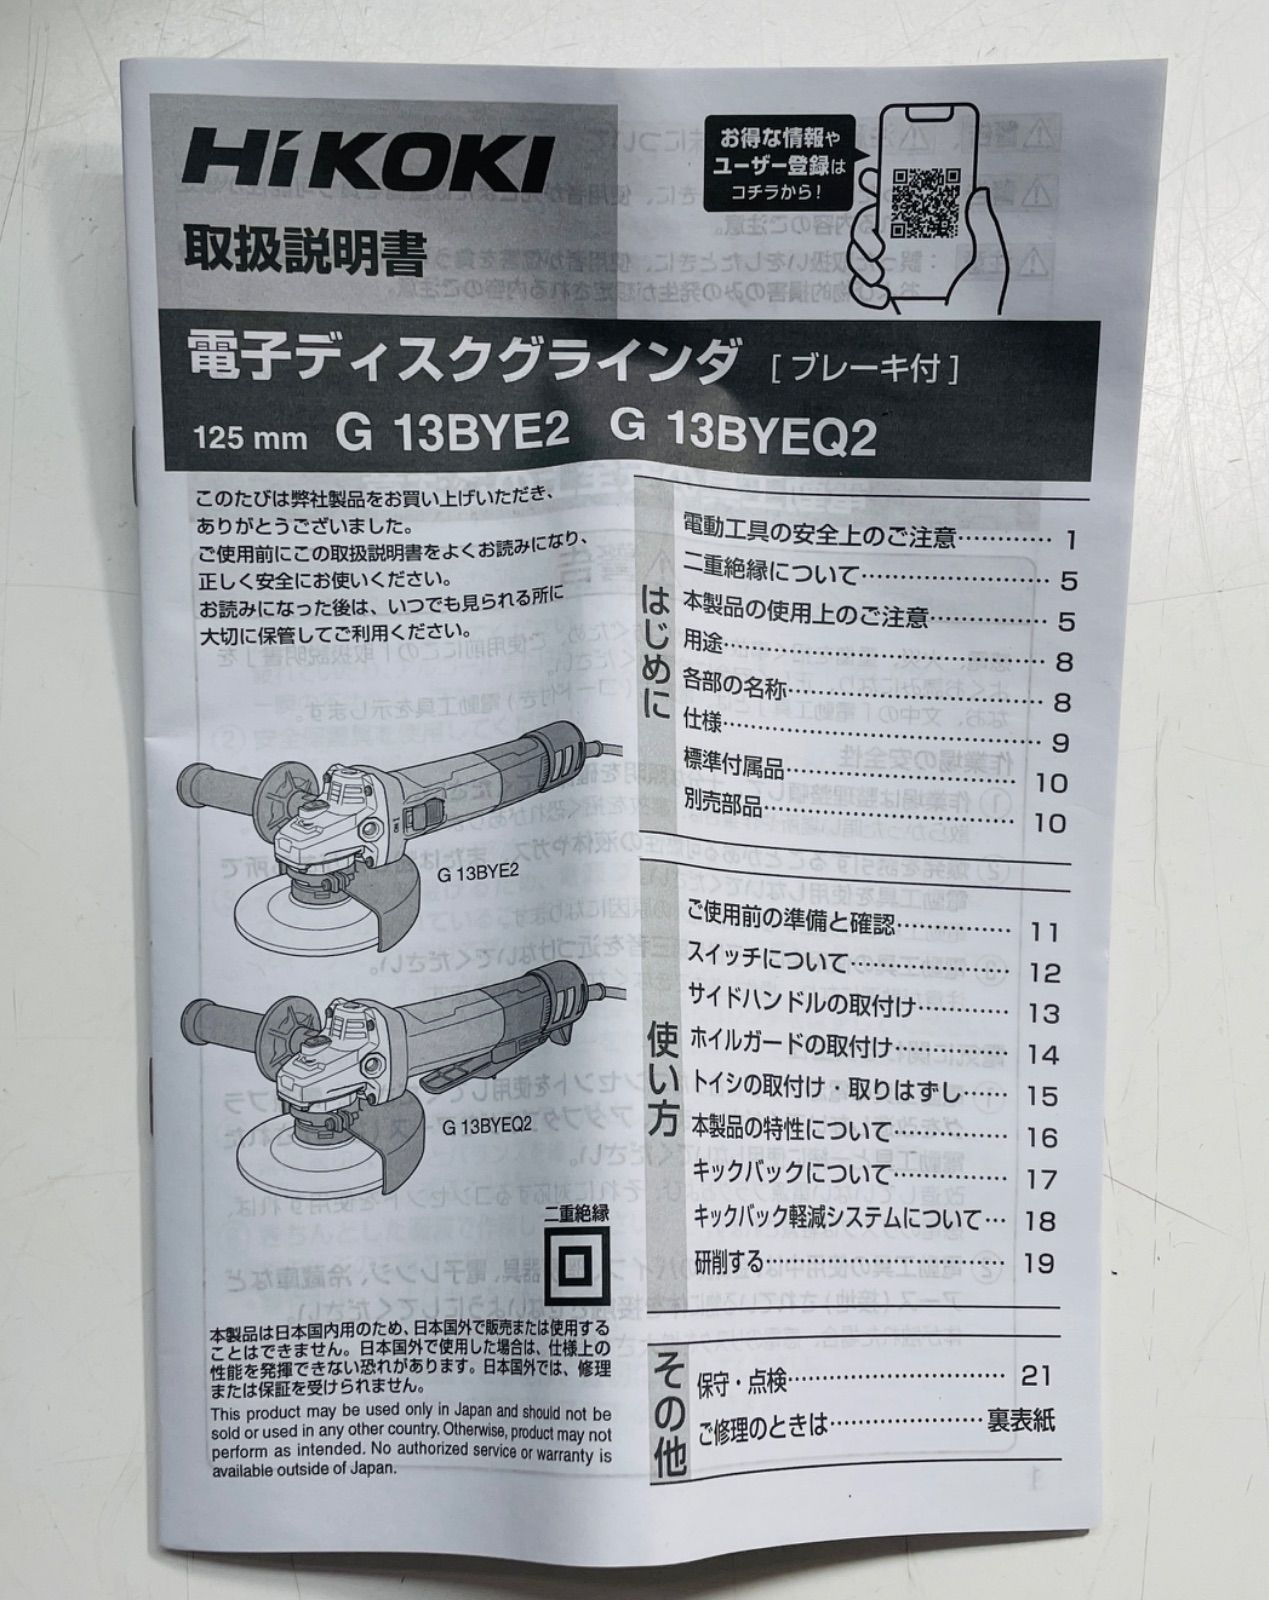 HiKOKI
取扱説明書
お得な情報や
ユーザー登録は
コチラから!
電子ディスクグラインダ [ ブレーキ付 ]
125 mm G 13BYE2 G 13BYEQ2
このたびは弊社製品をお買い上げいただき、
ありがとうございました。
ご使用前にこの取扱説明書をよくお読みになり、
正しく安全にお使いください。
お読みになった後は、いつでも見られる所に
大切に保管してご利用ください。
G 13BYE2
G 13BYEQ2
二重絶縁
本製品は日本国内用のため、日本国外で販売または使用する
ことはできません。日本国外で使用した場合は、仕様上の
性能を発揮できない恐れがあります。日本国外では、修理
または保証を受けられません。
This product may be used only in Japan and should not be
sold or used in any other country. Otherwise, product may not
perform as intended. No authorized service or warranty is
available outside of Japan.
はじめに
電動工具の安全上のご注意………… 1
二重絶縁について…………………… 5
本製品の使用上のご注意…………… 5
用途…………………………………… 8
各部の名称…………………………… 8
仕様…………………………………… 9
標準付属品…………………………… 10
別売部品……………………………… 10
使い方
ご使用前の準備と確認…………… 11
スイッチについて………………… 12
サイドハンドルの取付け………… 13
ホイルガードの取付け…………… 14
トイシの取付け・取りはずし…… 15
本製品の特性について…………… 16
キックバックについて…………… 17
キックバック軽減システムについて… 18
研削する…………………………… 19
その他
保守・点検………………………… 21
ご修理のときは………………… 裏表紙